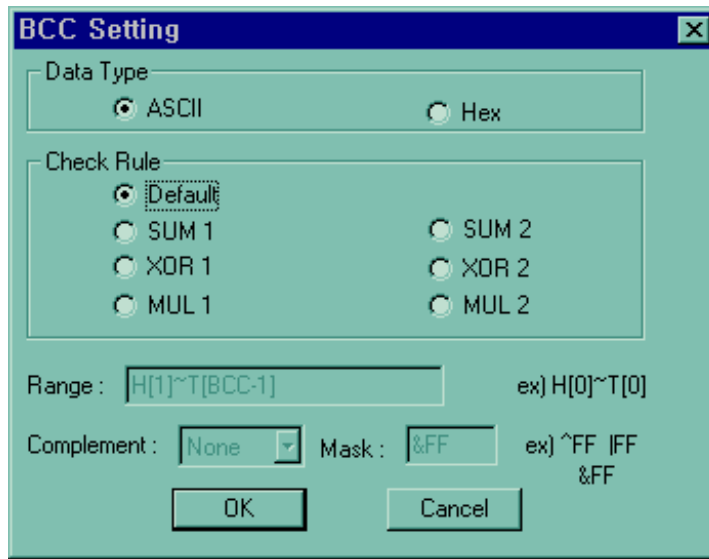 BCC Setting
Data Type
ASCII Hex
Check Rule
Default
SUM 1 SUM 2
XOR 1 XOR 2
MUL 1 MUL 2
Range : H[1]~T[BCC-1] ex) H[0]~T[0]
Complement : None Mask : &FF ex) ^FF |FF
&FF
OK Cancel